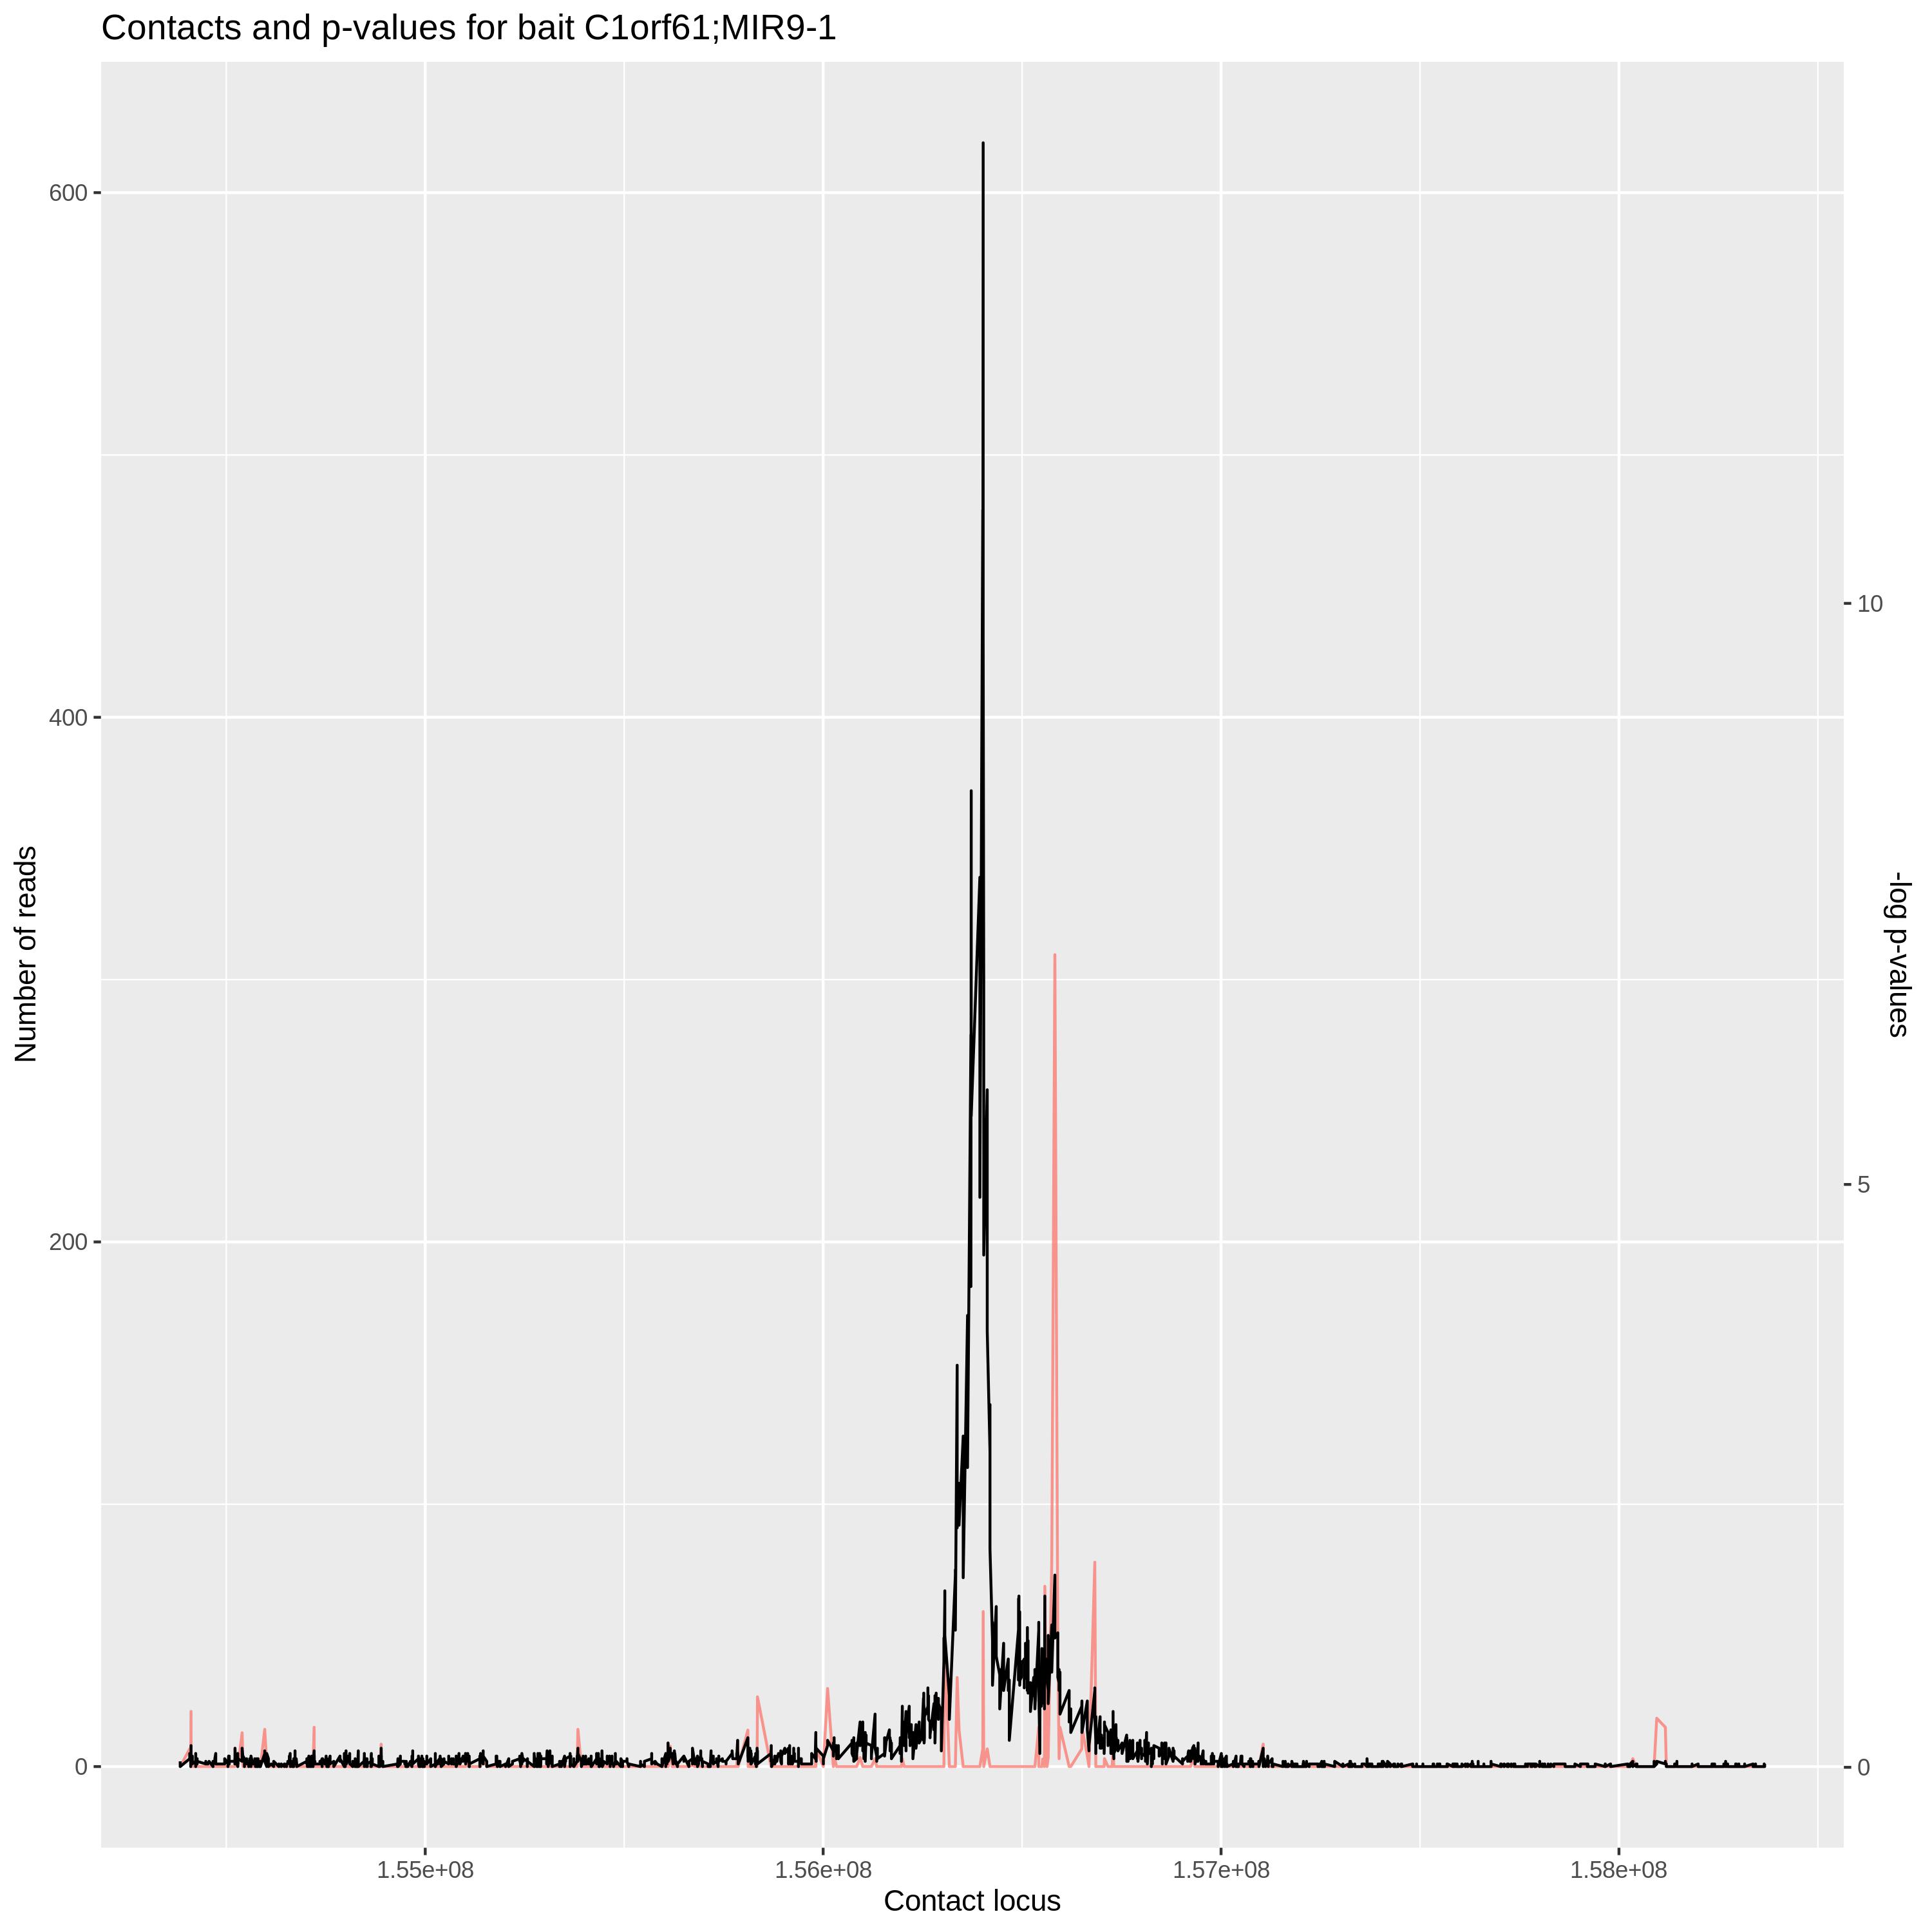 Contacts and p-values for bait C1orf61;MIR9-1
600
400
200
0
Number of reads
10
5
0
-log p-values
1.55e+08
1.56e+08
1.57e+08
1.58e+08
Contact locus